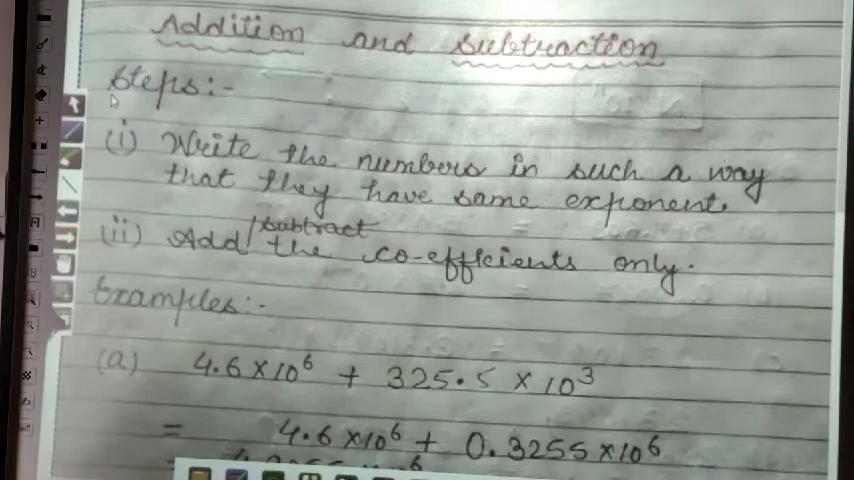 Addition and Subtraction
Steps:-
(i) Write the numbers in such a way
that they have same exponent.
(ii) Add/subtract
the co-efficients only.
Examples:-
(a) 4.6×10⁶ + 325.5 × 10³
= 4.6×10⁶ + 0.3255×10⁶